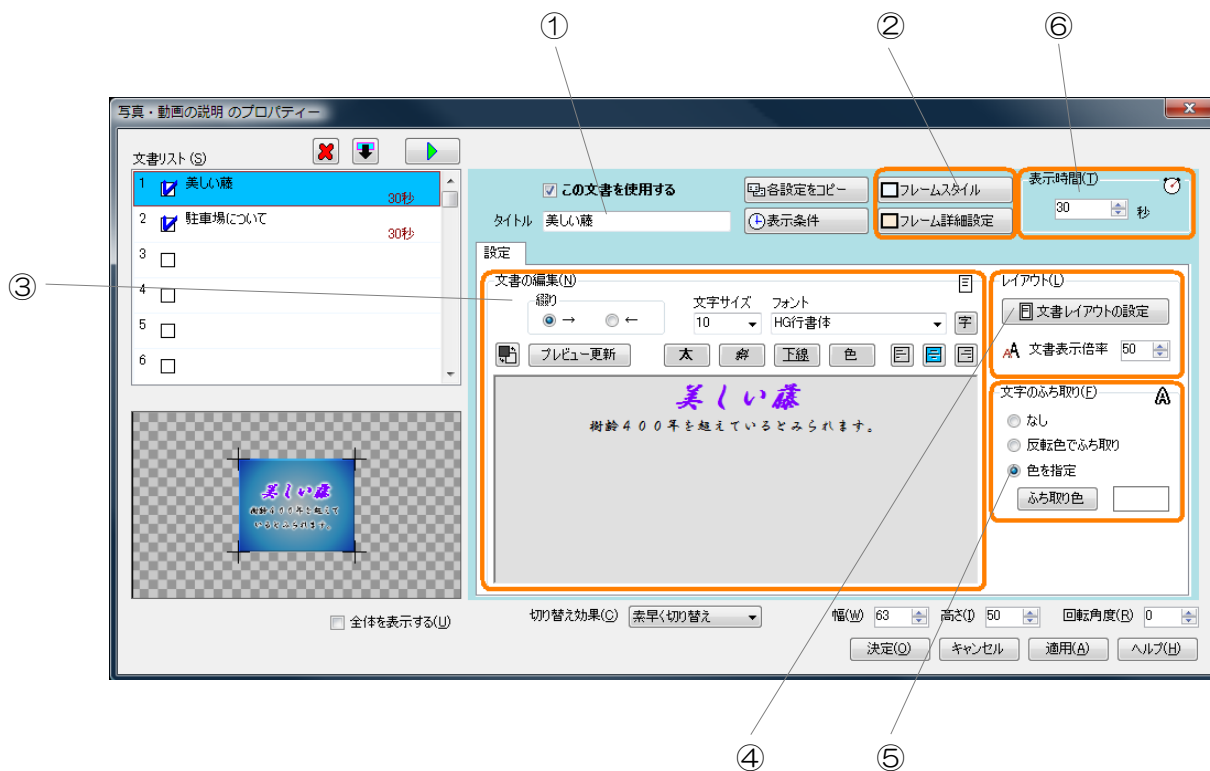 ① ② ⑥
写真・動画の説明 のプロパティー
文書リスト(S)
1 美しい藤
30秒
2 駐車場について
30秒
3
4
5
6
この文書を使用する
タイトル 美しい藤
各設定をコピー
表示条件
フレームスタイル
フレーム詳細設定
表示時間(T)
30 秒
設定
③
文書の編集(N)
綴り
→ ←
文字サイズ フォント
10 HG行書体 字
プレビュー更新 太 斜 下線 色
美しい藤
樹齢400年を超えているとみられます。
レイアウト(L)
文書レイアウトの設定
AA 文書表示倍率 50
文字のふち取り(F) A
なし
反転色でふち取り
色を指定
ふち取り色
美しい藤
樹齢400年を超えて
いるとみられます。
全体を表示する(U)
切り替え効果(C) 素早く切り替え 幅(W) 63 高さ(I) 50 回転角度(R) 0
決定(O) キャンセル 適用(A) ヘルプ(H)
④ ⑤